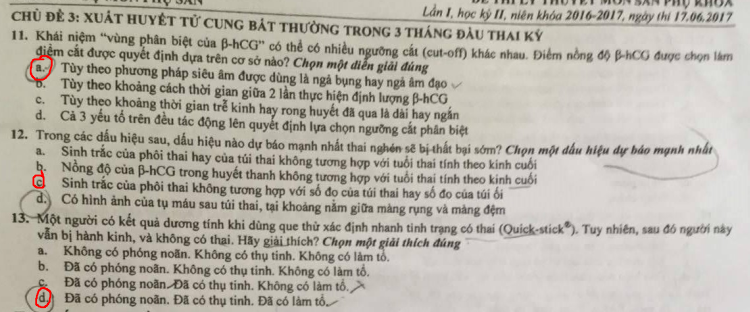 CHỦ ĐỀ 3: XUẤT HUYẾT TỬ CUNG BẤT THƯỜNG TRONG 3 THÁNG ĐẦU THAI KỲ
Lần I, học kỳ II, niên khóa 2016-2017, ngày thi 17.06.2017
11. Khái niệm “vùng phân biệt của β-hCG” có thể có nhiều ngưỡng cắt (cut-off) khác nhau. Điểm nồng độ β-hCG được chọn làm
điểm cắt được quyết định dựa trên cơ sở nào? Chọn một diễn giải đúng
a. Tùy theo phương pháp siêu âm được dùng là ngả bụng hay ngả âm đạo
b. Tùy theo khoảng cách thời gian giữa 2 lần thực hiện định lượng β-hCG
c. Tùy theo khoảng thời gian trễ kinh hay rong huyết đã qua là dài hay ngắn
d. Cả 3 yếu tố trên đều tác động lên quyết định lựa chọn ngưỡng cắt phân biệt
12. Trong các dấu hiệu sau, dấu hiệu nào dự báo mạnh nhất thai nghén sẽ bị thất bại sớm? Chọn một dấu hiệu dự báo mạnh nhất
a. Sinh trắc của phôi thai hay của túi thai không tương hợp với tuổi thai tính theo kinh cuối
b. Nồng độ của β-hCG trong huyết thanh không tương hợp với tuổi thai tính theo kinh cuối
c. Sinh trắc của phôi thai không tương hợp với số đo của túi thai hay số đo của túi ối
d. Có hình ảnh của tụ máu sau túi thai, tại khoảng nằm giữa màng rụng và màng đệm
13. Một người có kết quả dương tính khi dùng que thử xác định nhanh tình trạng có thai (Quick-stick®). Tuy nhiên, sau đó người này
vẫn bị hành kinh, và không có thai. Hãy giải thích? Chọn một giải thích đúng
a. Không có phóng noãn. Không có thụ tinh. Không có làm tổ.
b. Đã có phóng noãn. Không có thụ tinh. Không có làm tổ.
c. Đã có phóng noãn. Đã có thụ tinh. Không có làm tổ.
d. Đã có phóng noãn. Đã có thụ tinh. Đã có làm tổ.